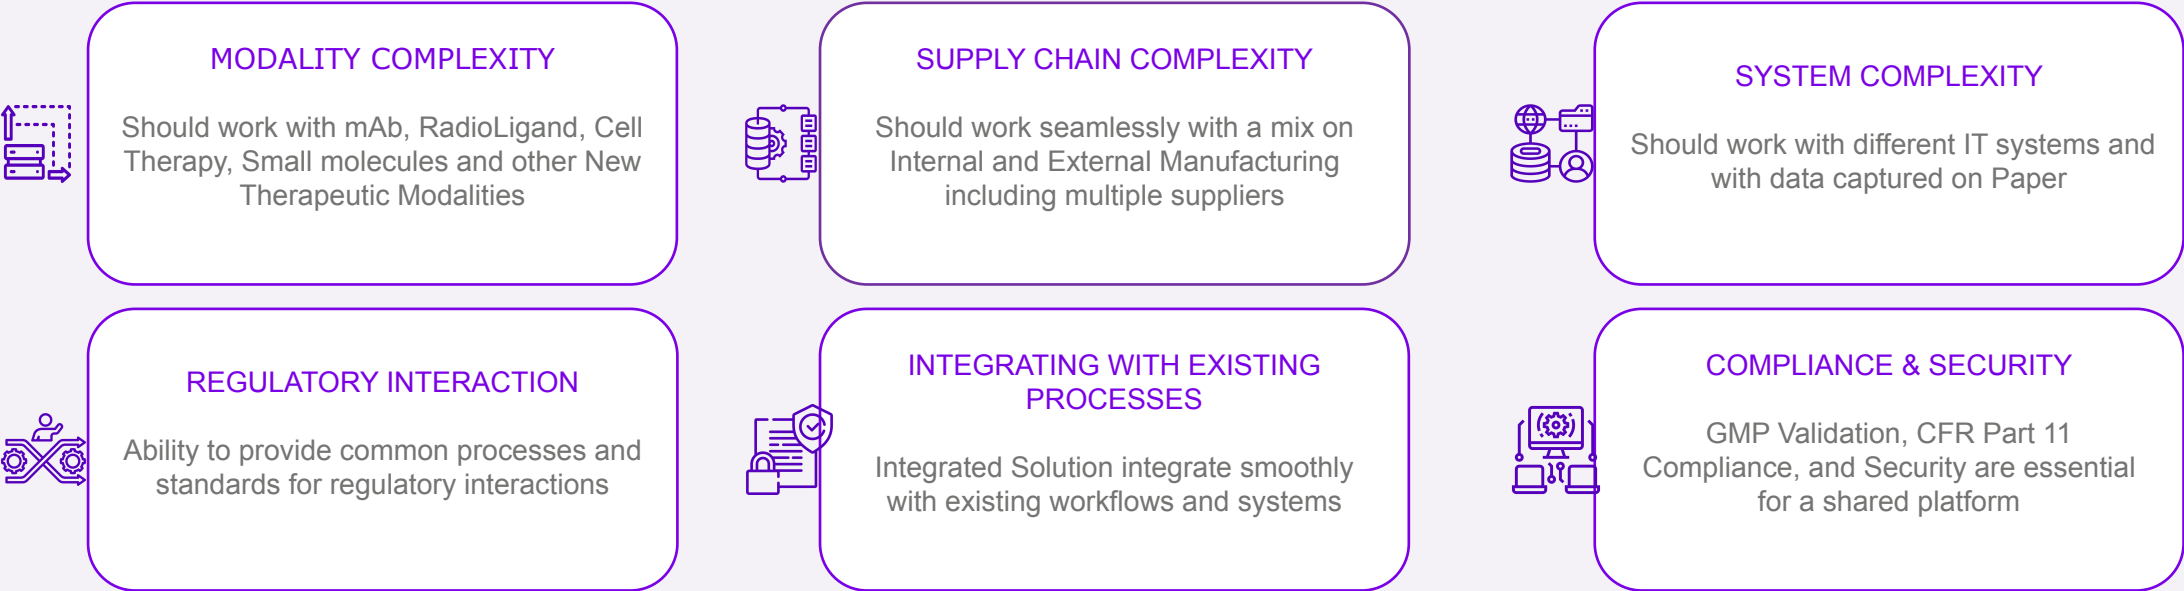 MODALITY COMPLEXITY
Should work with mAb, RadioLigand, Cell
Therapy, Small molecules and other New
Therapeutic Modalities
SUPPLY CHAIN COMPLEXITY
Should work seamlessly with a mix on
Internal and External Manufacturing
including multiple suppliers
SYSTEM COMPLEXITY
Should work with different IT systems and
with data captured on Paper
REGULATORY INTERACTION
Ability to provide common processes and
standards for regulatory interactions
INTEGRATING WITH EXISTING
PROCESSES
Integrated Solution integrate smoothly
with existing workflows and systems
COMPLIANCE & SECURITY
GMP Validation, CFR Part 11
Compliance, and Security are essential
for a shared platform